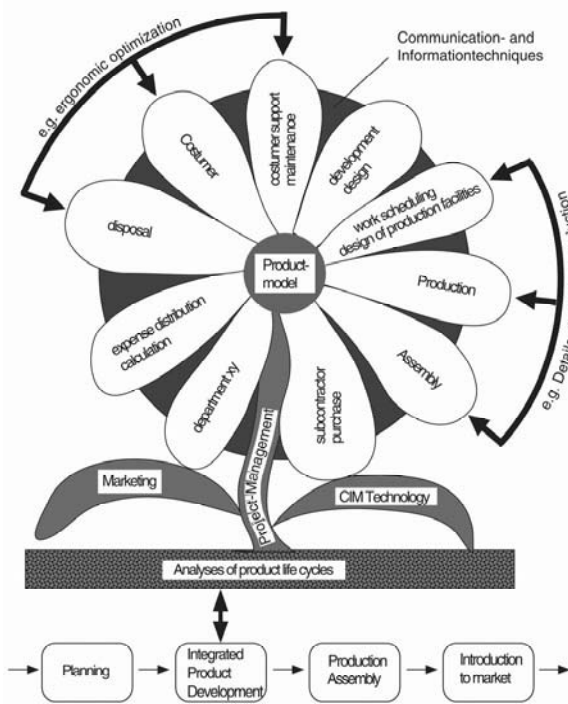 Communication- and
Informationtechniques
e.g. ergonomic optimization
Costumer
costumer support
maintenance
development
design
work scheduling
design of production facilities
disposal
Product-
model
Production
expense distribution
calculation
department xy
subcontractor
purchase
Assembly
e.g. Details
Marketing
Project-Management
CIM Technology
Analyses of product life cycles
Planning
Integrated
Product
Development
Production
Assembly
Introduction
to market